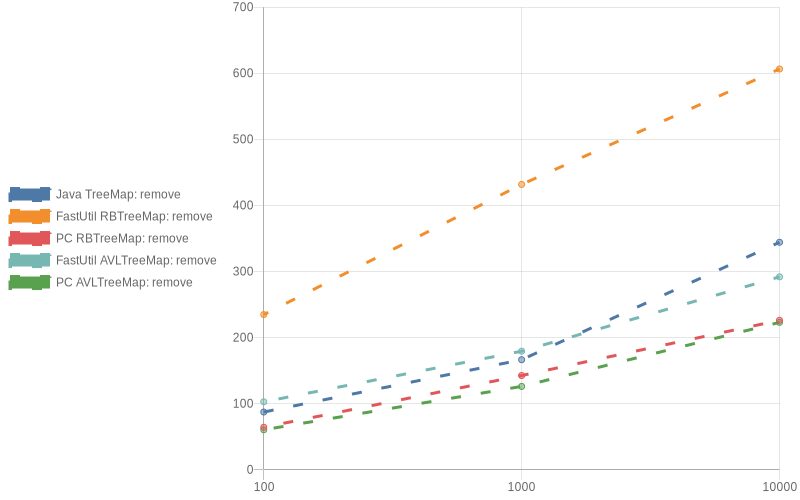 700
600
500
400
300
200
100
0
Java TreeMap: remove
FastUtil RBTreeMap: remove
PC RBTreeMap: remove
FastUtil AVLTreeMap: remove
PC AVLTreeMap: remove
100 1000 10000